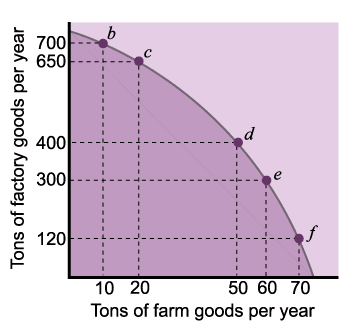 Tons of factory goods per year
700
650
400
300
120
b
c
d
e
f
10 20 50 60 70
Tons of farm goods per year